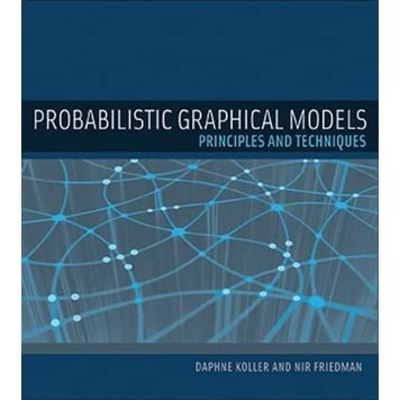 PROBABILISTIC GRAPHICAL MODELS
PRINCIPLES AND TECHNIQUES
DAPHNE KOLLER AND NIR FRIEDMAN